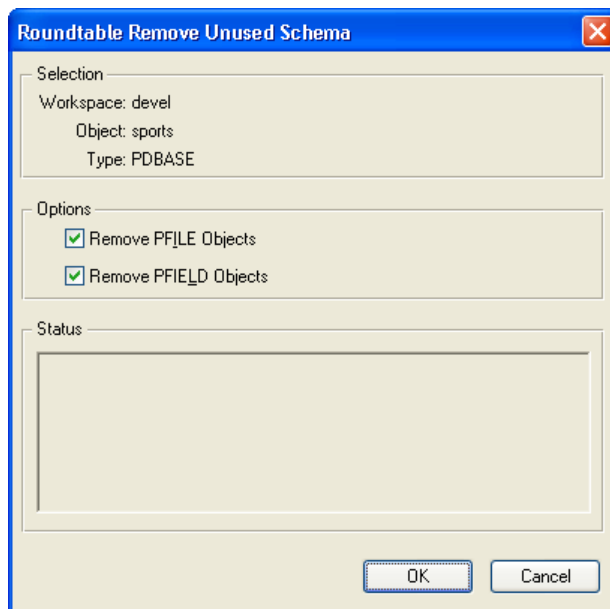 Roundtable Remove Unused Schema
Selection
Workspace: devel
Object: sports
Type: PDBASE
Options
Remove PFILE Objects
Remove PFIELD Objects
Status
OK Cancel